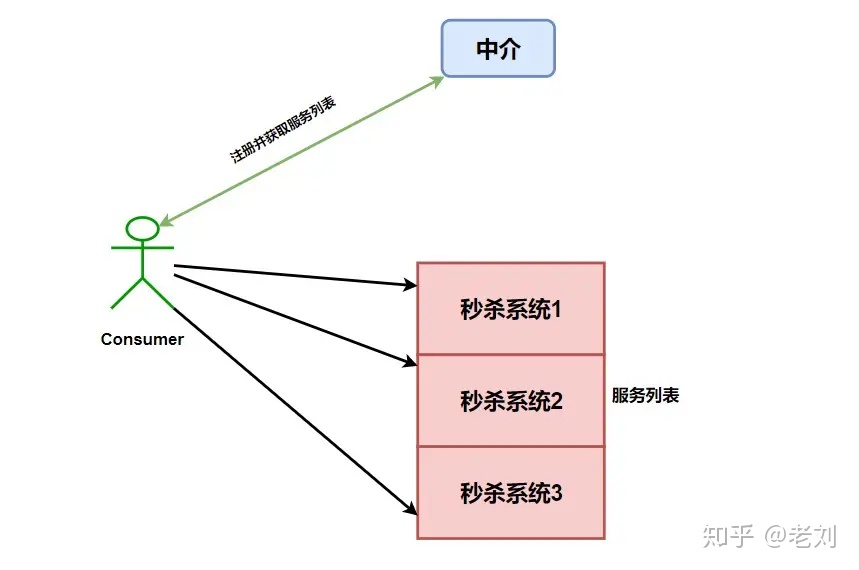 中介
注册并获取服务列表
Consumer
秒杀系统1
秒杀系统2
服务列表
秒杀系统3
知乎 @老刘